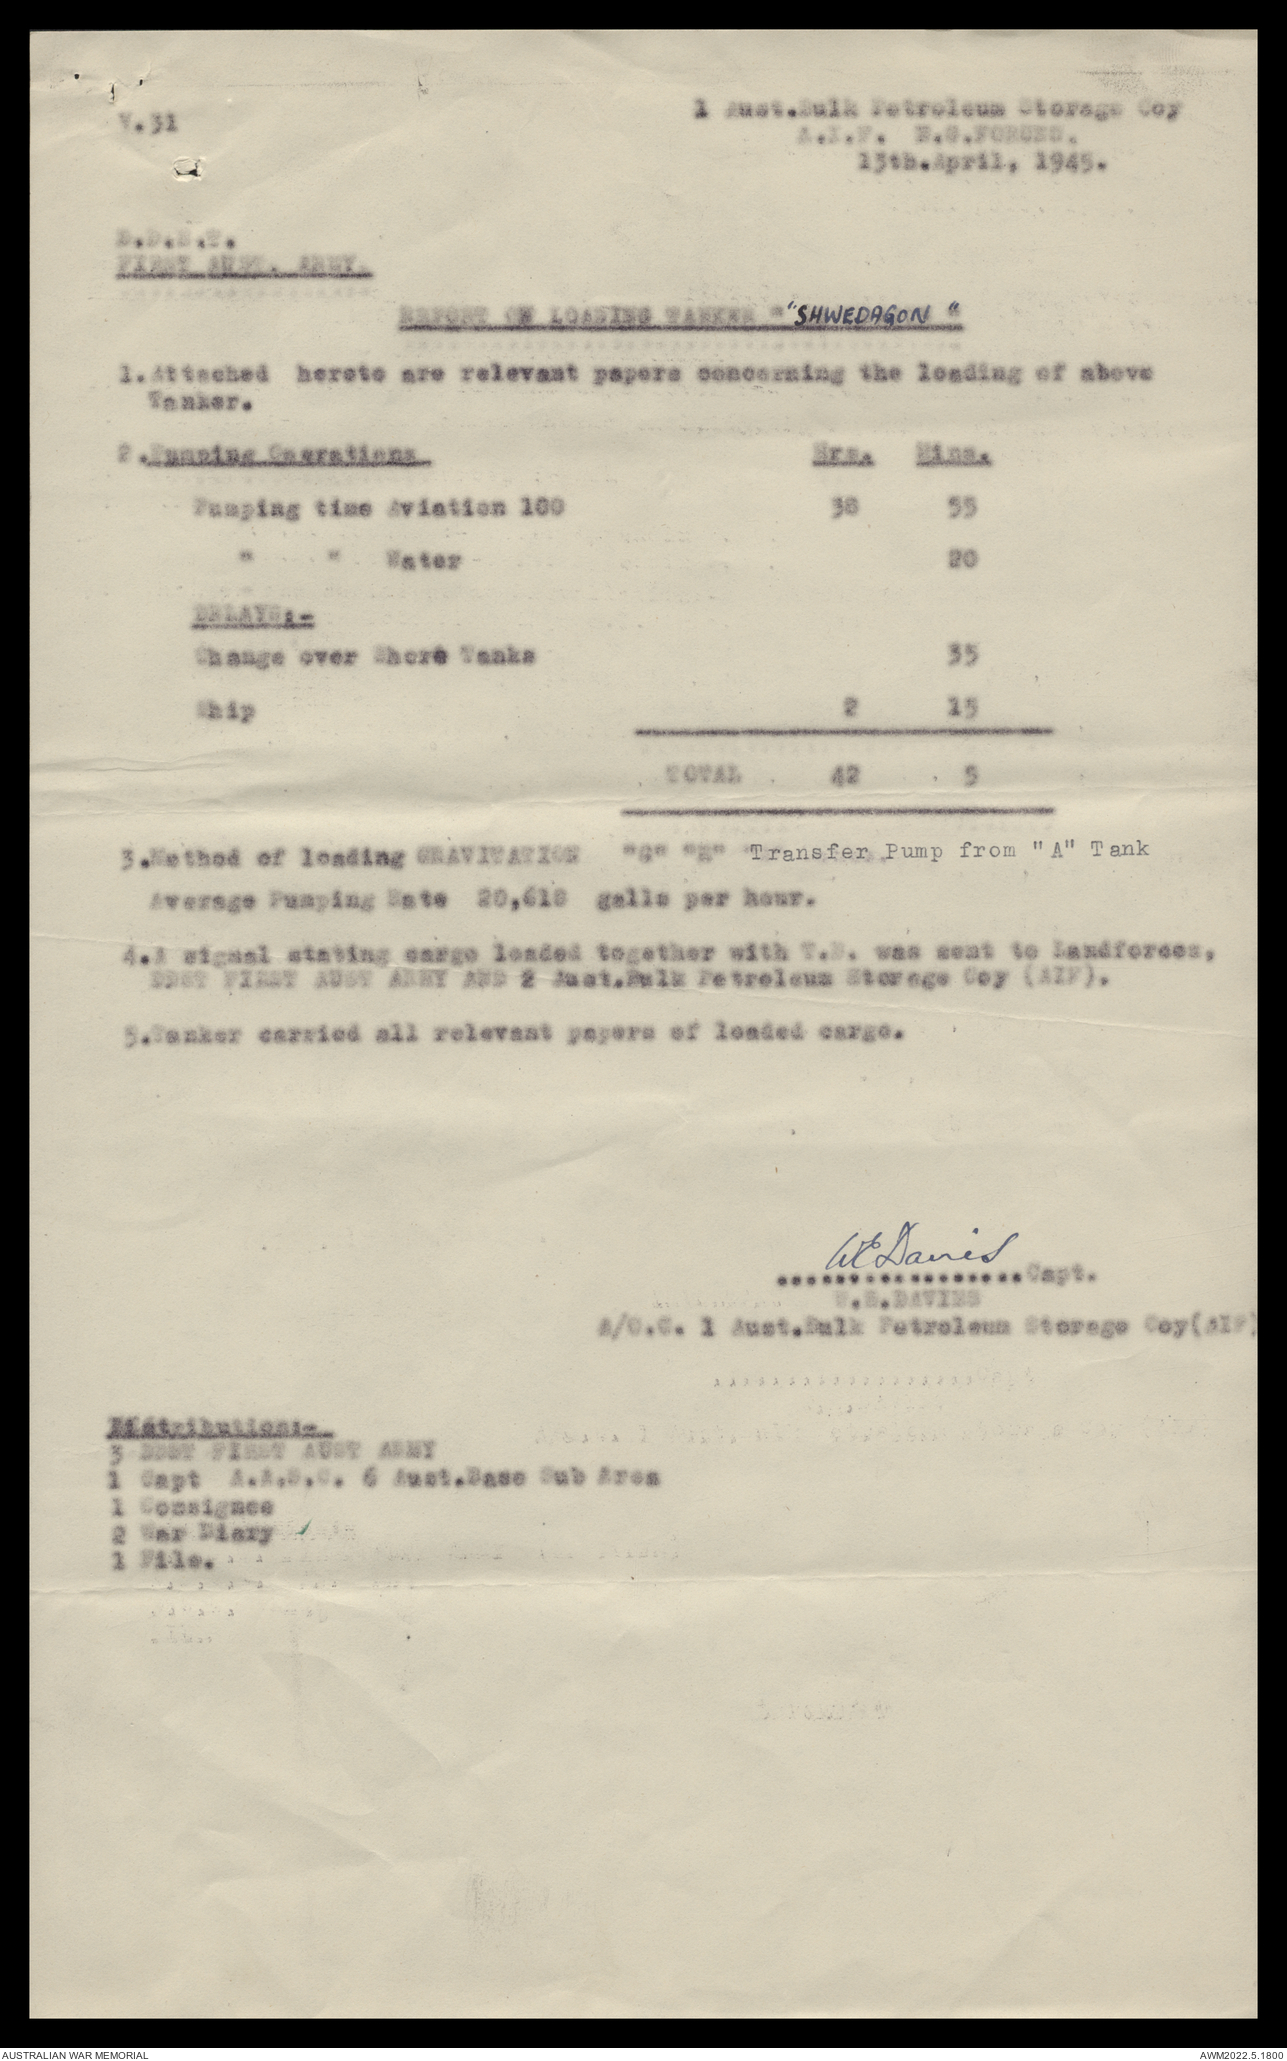 V.31
1 Aust.Bulk Petroleum Storage Coy
A.I.F. N.G.FORCES.
13th.April, 1945.
D.D.S.T.
FIRST AUST. ARMY.
REPORT ON LOADING TANKER ""SHWEDAGON "
1.Attached hereto are relevant papers concerning the loading of above
Tanker.
2.Pumping Operations Hrs. Mins.
Pumping time Aviation 100 38 55
" " Water 20
DELAYS:-
Change over Shore Tanks 35
Ship 2 15
TOTAL 42 5
3.Method of loading GRAVITATION "G" "H" Transfer Pump from "A" Tank
Average Pumping Rate 20,610 galls per hour.
4.A signal stating cargo loaded together with T.D. was sent to Landforces,
DDST FIRST AUST ARMY AND 2 Aust.Bulk Petroleum Storage Coy (AIF).
5.Tanker carried all relevant papers of loaded cargo.
WE Davies
.................Capt.
W.E.DAVIES
A/O.C. 1 Aust.Bulk Petroleum Storage Coy(AIF)
Distribution:-
3 DDST FIRST AUST ARMY
1 Capt A.A.S.C. 6 Aust.Base Sub Area
1 Consignee
2 War Diary
1 File.
AUSTRALIAN WAR MEMORIAL
AWM2022.5.1800